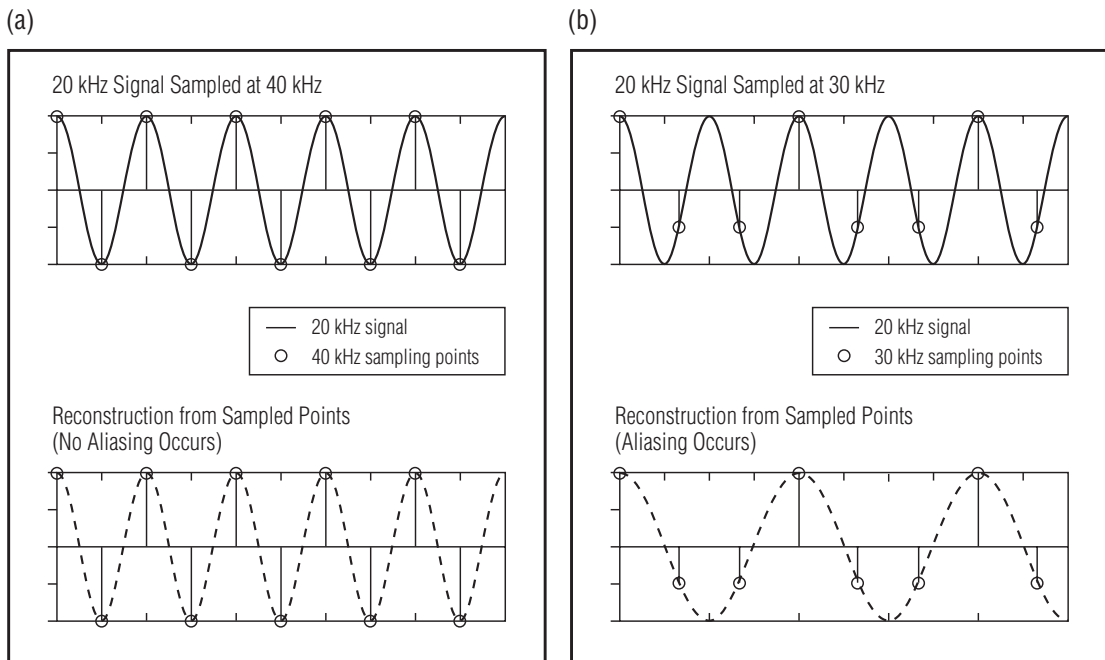 (a)
20 kHz Signal Sampled at 40 kHz
20 kHz signal
40 kHz sampling points
Reconstruction from Sampled Points
(No Aliasing Occurs)
(b)
20 kHz Signal Sampled at 30 kHz
20 kHz signal
30 kHz sampling points
Reconstruction from Sampled Points
(Aliasing Occurs)